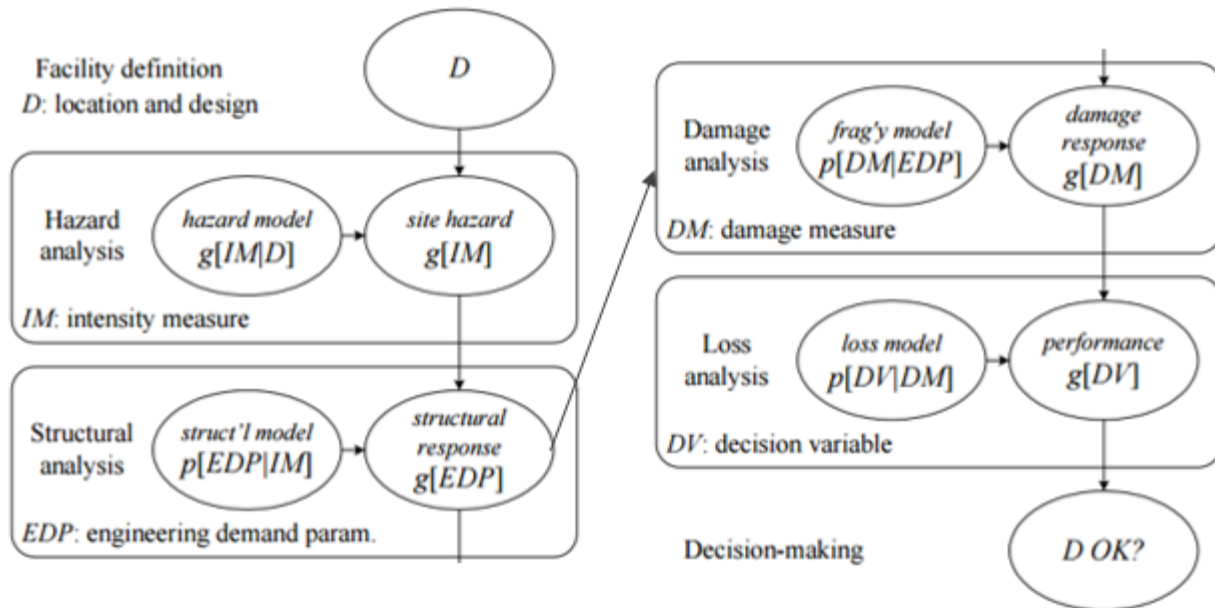 Facility definition
D: location and design
D
Hazard
analysis
hazard model
g[IM|D]
site hazard
g[IM]
IM: intensity measure
Structural
analysis
struct'l model
p[EDP|IM]
structural
response
g[EDP]
EDP: engineering demand param.
Damage
analysis
frag'y model
p[DM|EDP]
damage
response
g[DM]
DM: damage measure
Loss
analysis
loss model
p[DV|DM]
performance
g[DV]
DV: decision variable
Decision-making
D OK?